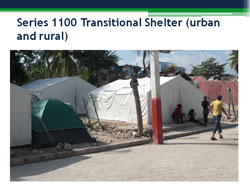 Series 1100 Transitional Shelter (urban
and rural)